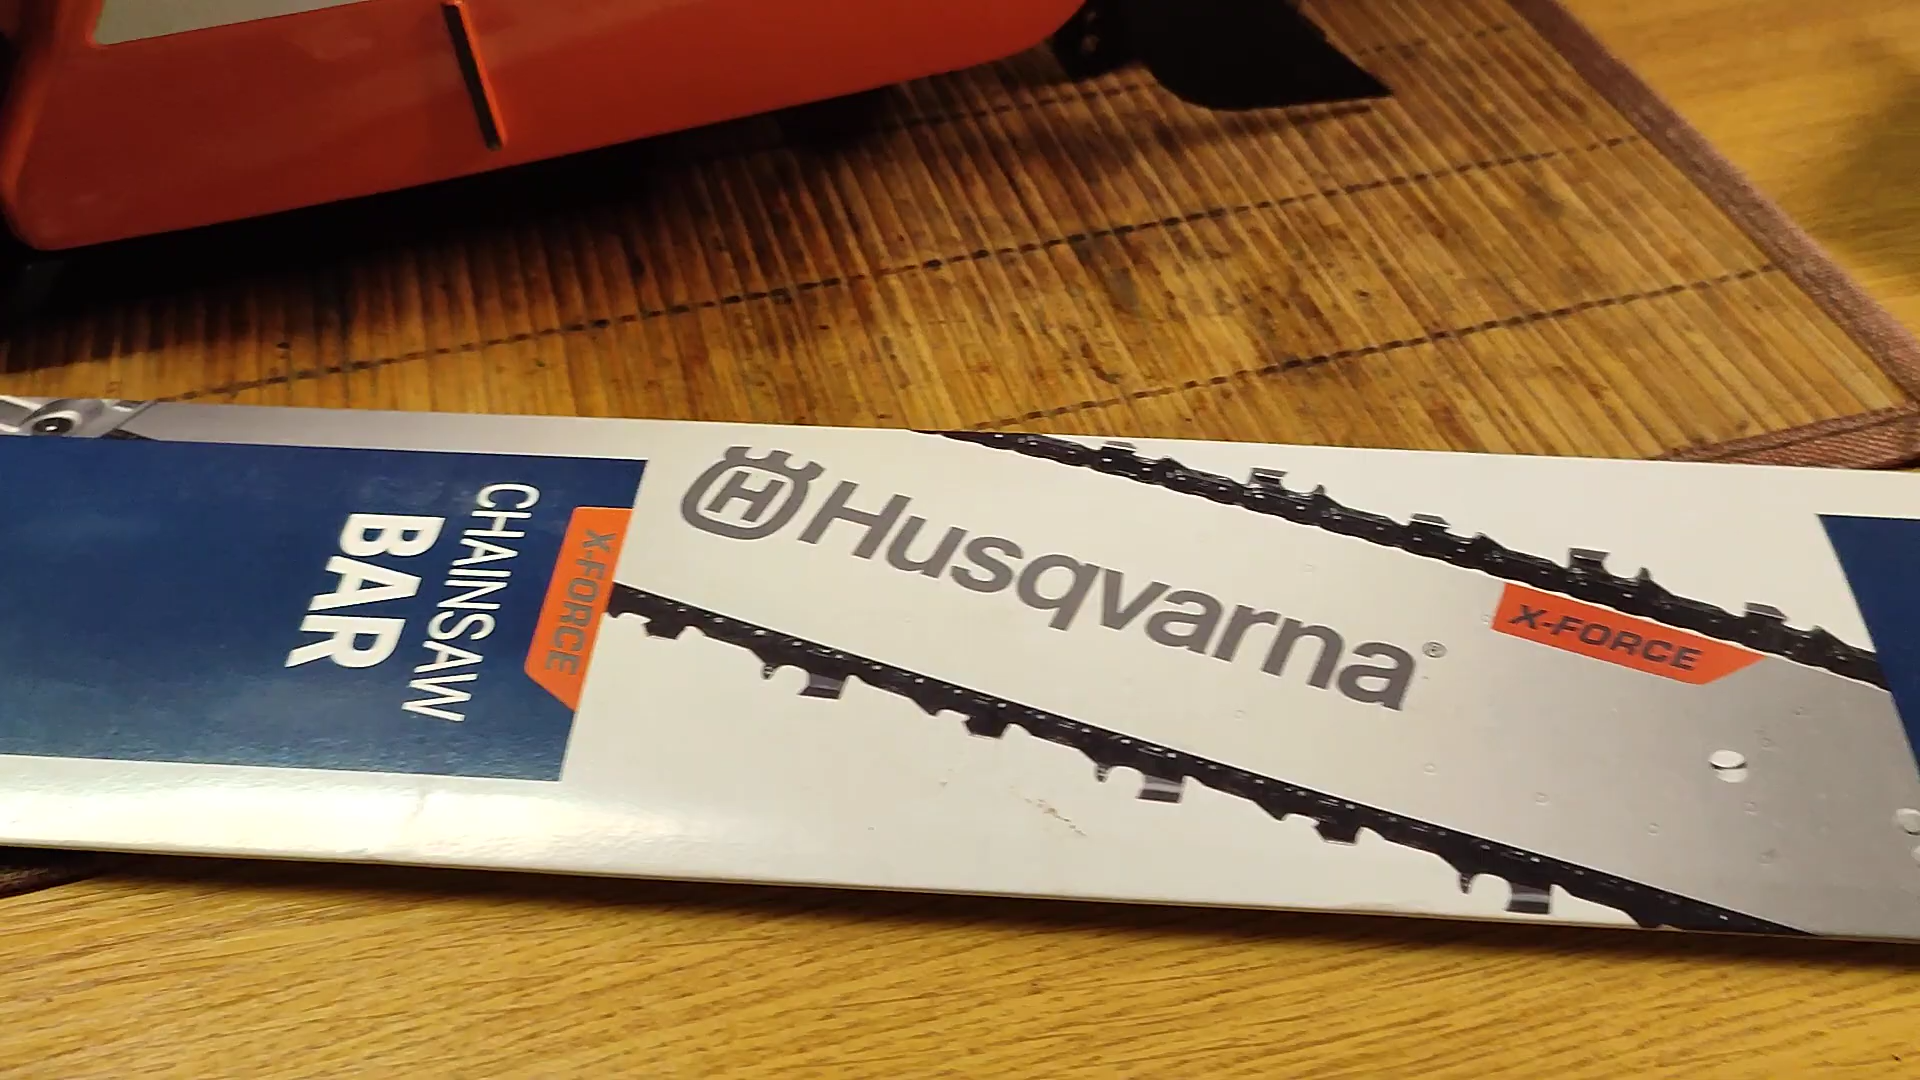 CHAINSAW
BAR
X-FORCE
H Husqvarna®
X-FORCE